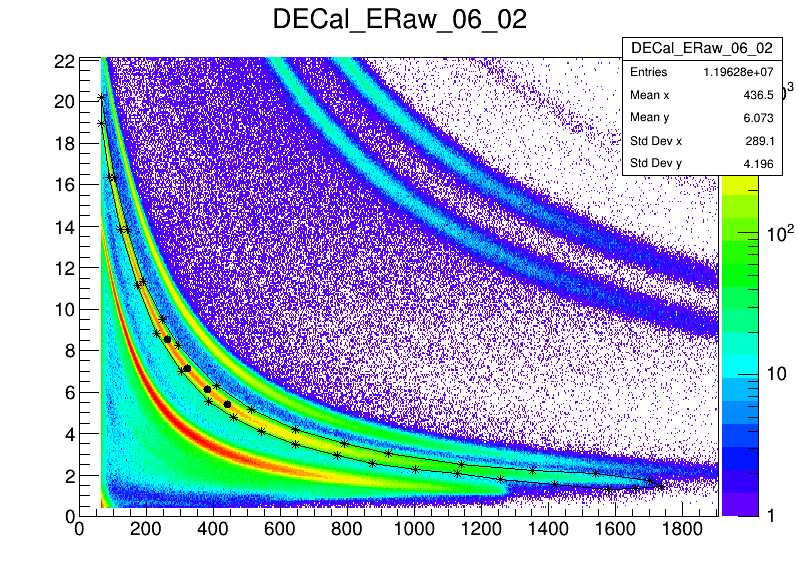 DECal_ERaw_06_02
DECal_ERaw_06_02
Entries 1.19628e+07
Mean x 436.5
Mean y 6.073
Std Dev x 289.1
Std Dev y 4.196
22
20
18
16
14
12
10
8
6
4
2
0
0 200 400 600 800 1000 1200 1400 1600 1800
10²
10
1